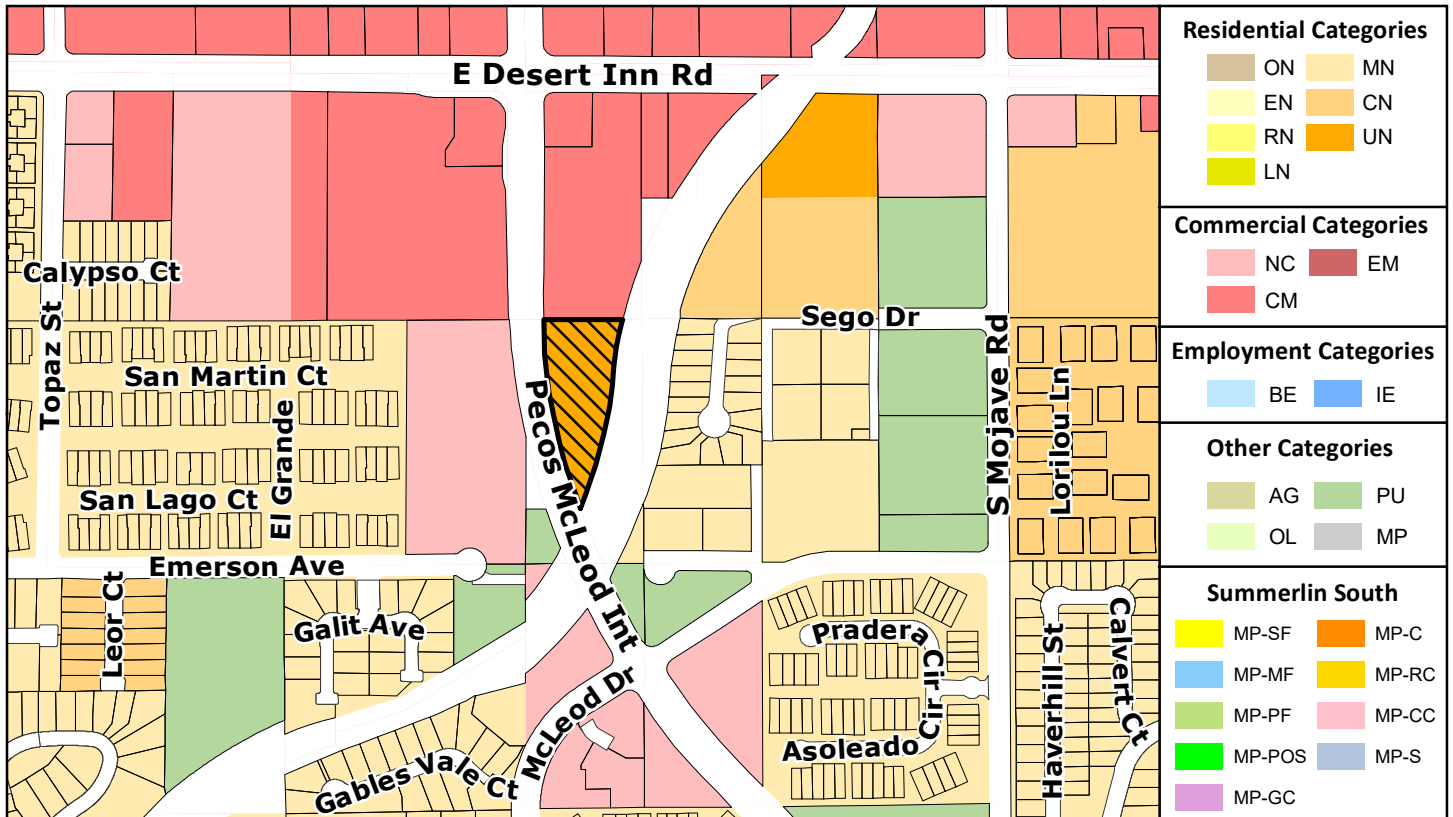 E Desert Inn Rd
Calypso Ct
Topaz St
San Martin Ct
El Grande
San Lago Ct
Emerson Ave
Leor Ct
Galit Ave
Gables Vale Ct
McLeod Dr
Pecos McLeod Int
Sego Dr
S Mojave Rd
Lorilou Ln
Pradera Cir
Asoleado Cir
Haverhill St
Calvert Ct
Residential Categories
ON MN
EN CN
RN UN
LN
Commercial Categories
NC EM
CM
Employment Categories
BE IE
Other Categories
AG PU
OL MP
Summerlin South
MP-SF MP-C
MP-MF MP-RC
MP-PF MP-CC
MP-POS MP-S
MP-GC